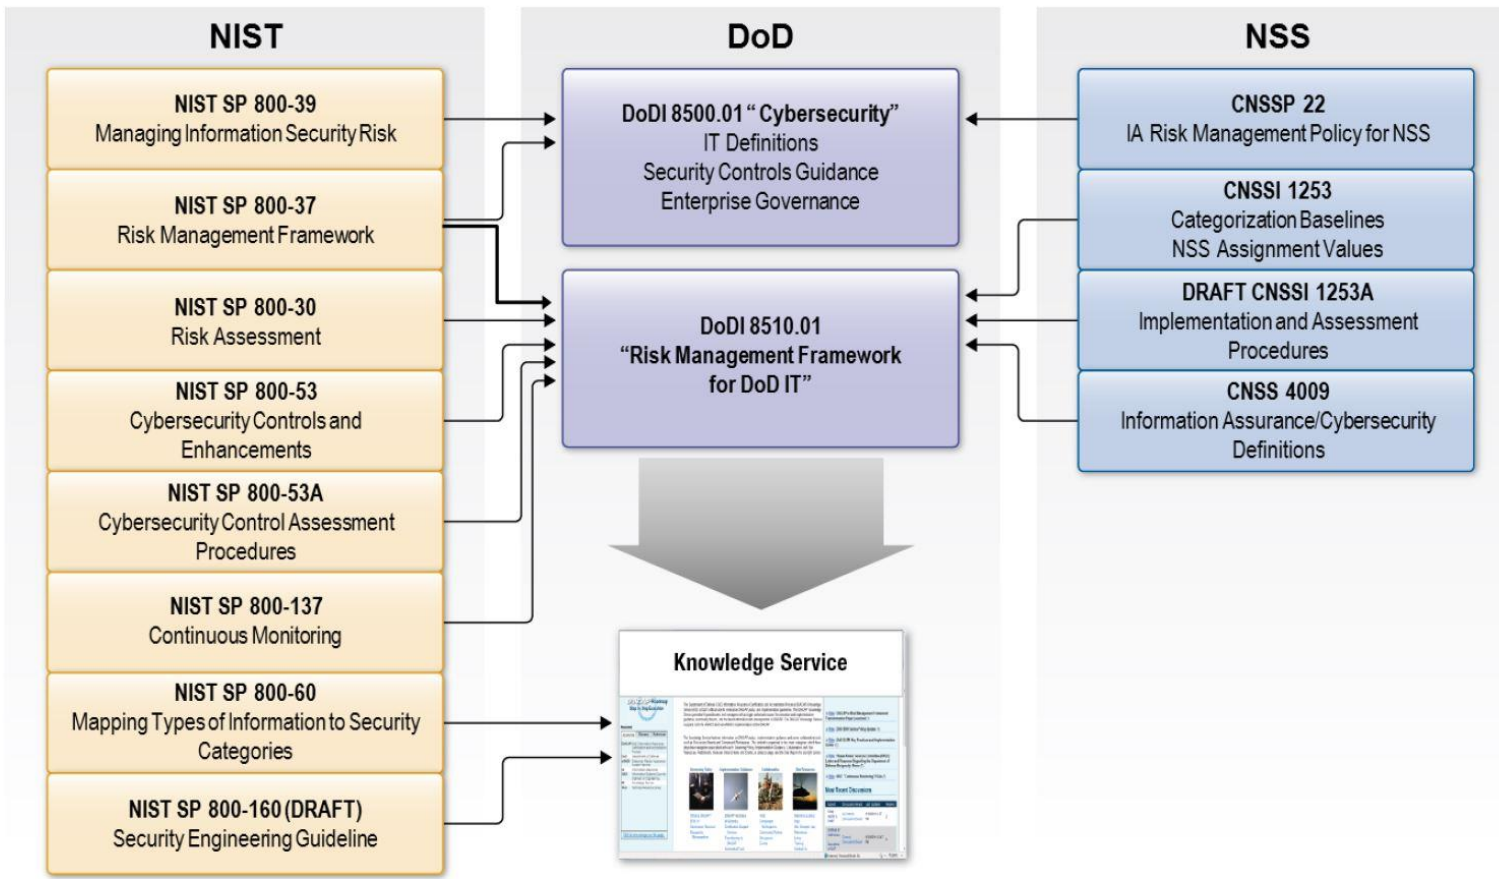 NIST
NIST SP 800-39
Managing Information Security Risk
NIST SP 800-37
Risk Management Framework
NIST SP 800-30
Risk Assessment
NIST SP 800-53
Cybersecurity Controls and
Enhancements
NIST SP 800-53A
Cybersecurity Control Assessment
Procedures
NIST SP 800-137
Continuous Monitoring
NIST SP 800-60
Mapping Types of Information to Security
Categories
NIST SP 800-160 (DRAFT)
Security Engineering Guideline
DoD
DoDI 8500.01 “Cybersecurity”
IT Definitions
Security Controls Guidance
Enterprise Governance
DoDI 8510.01
“Risk Management Framework
for DoD IT”
Knowledge Service
NSS
CNSSP 22
IA Risk Management Policy for NSS
CNSSI 1253
Categorization Baselines
NSS Assignment Values
DRAFT CNSSI 1253A
Implementation and Assessment
Procedures
CNSS 4009
Information Assurance/Cybersecurity
Definitions